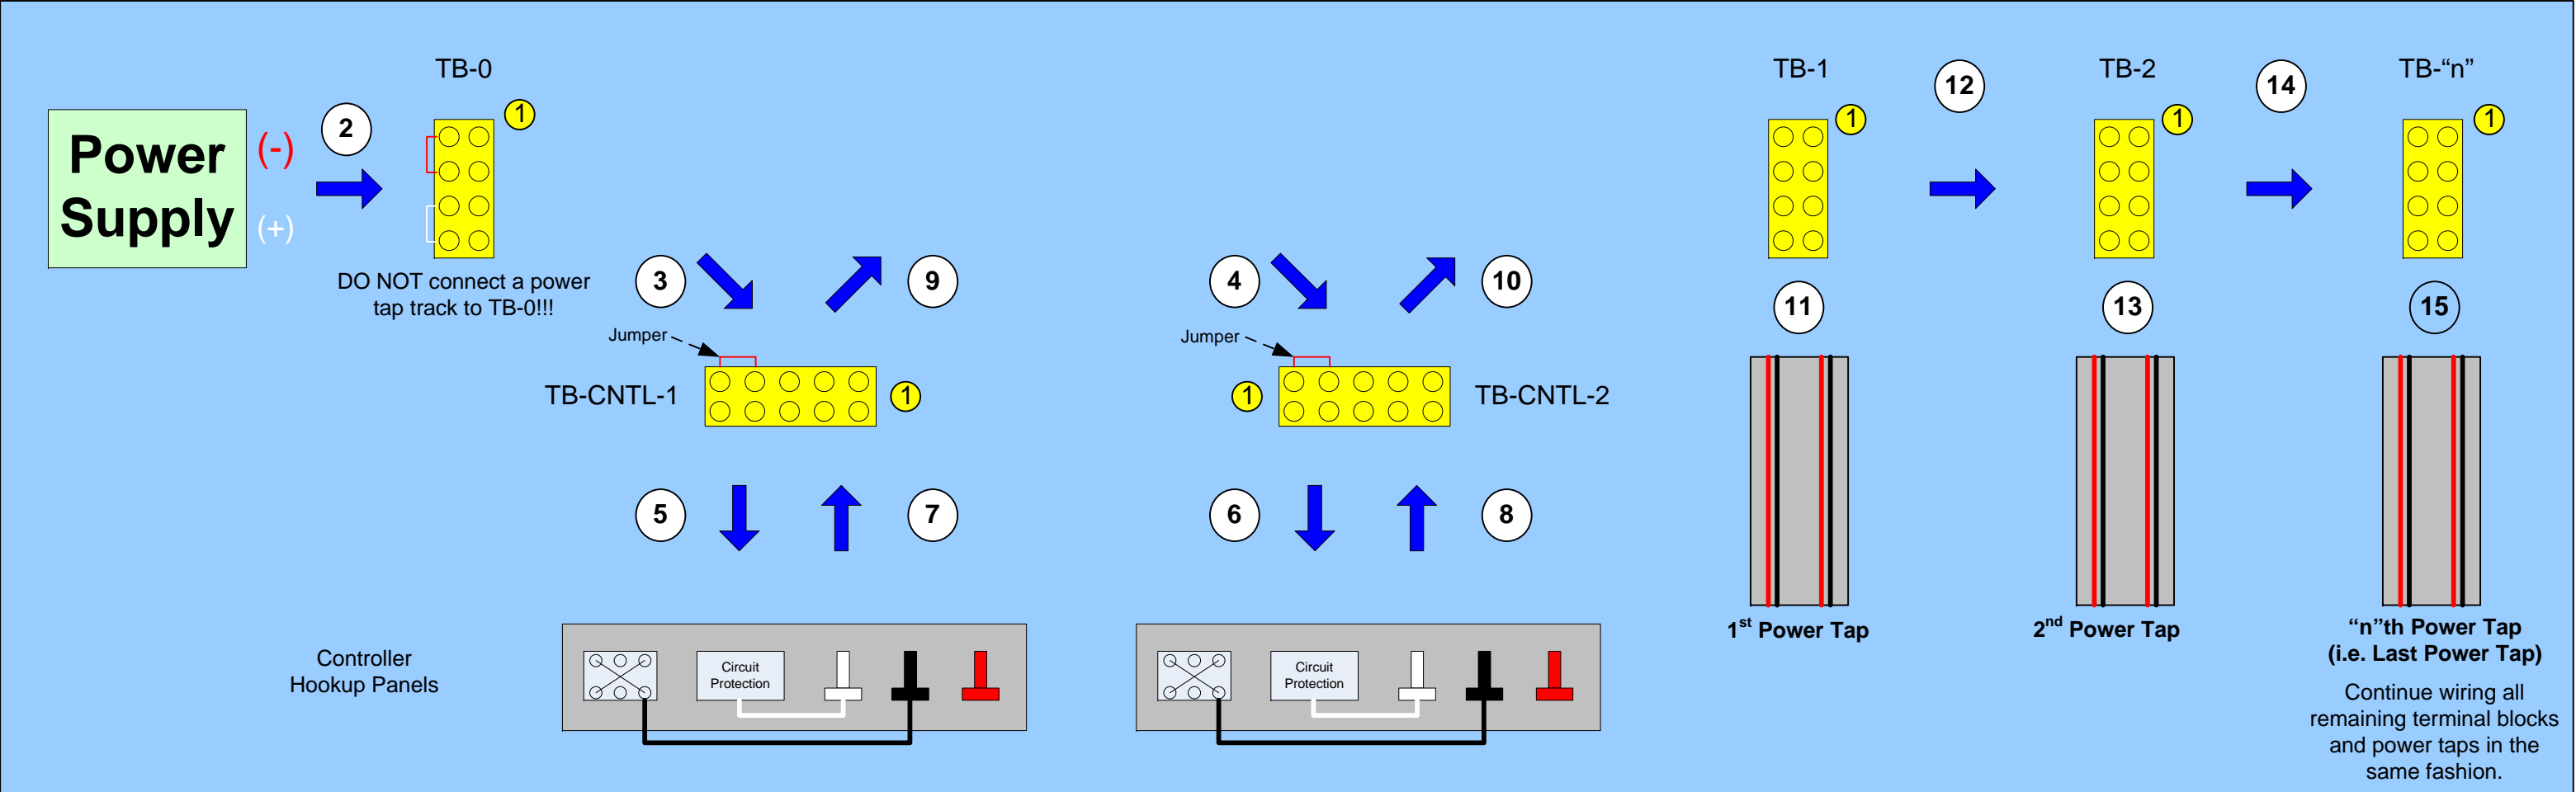 TB-0
TB-1
12
TB-2
14
TB-“n”
1
1
1
1
Power
Supply
(-)
(+)
2
DO NOT connect a power
tap track to TB-0!!!
3
9
4
10
11
13
15
Jumper
Jumper
TB-CNTL-1
1
1
TB-CNTL-2
5
7
6
8
1st Power Tap
2nd Power Tap
“n”th Power Tap
(i.e. Last Power Tap)
Continue wiring all
remaining terminal blocks
and power taps in the
same fashion.
Controller
Hookup Panels
Circuit
Protection
Circuit
Protection